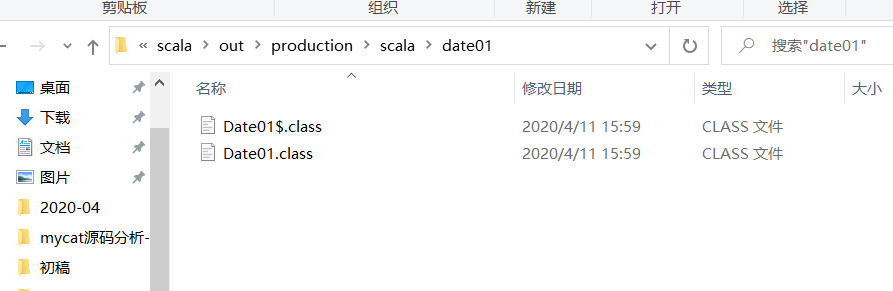 剪贴板 组织 新建 打开 选择
« scala › out › production › scala › date01 搜索"date01"
桌面
下载
文档
图片
2020-04
mycat源码分析-
初稿
名称 修改日期 类型 大小
Date01$.class 2020/4/11 15:59 CLASS 文件
Date01.class 2020/4/11 15:59 CLASS 文件